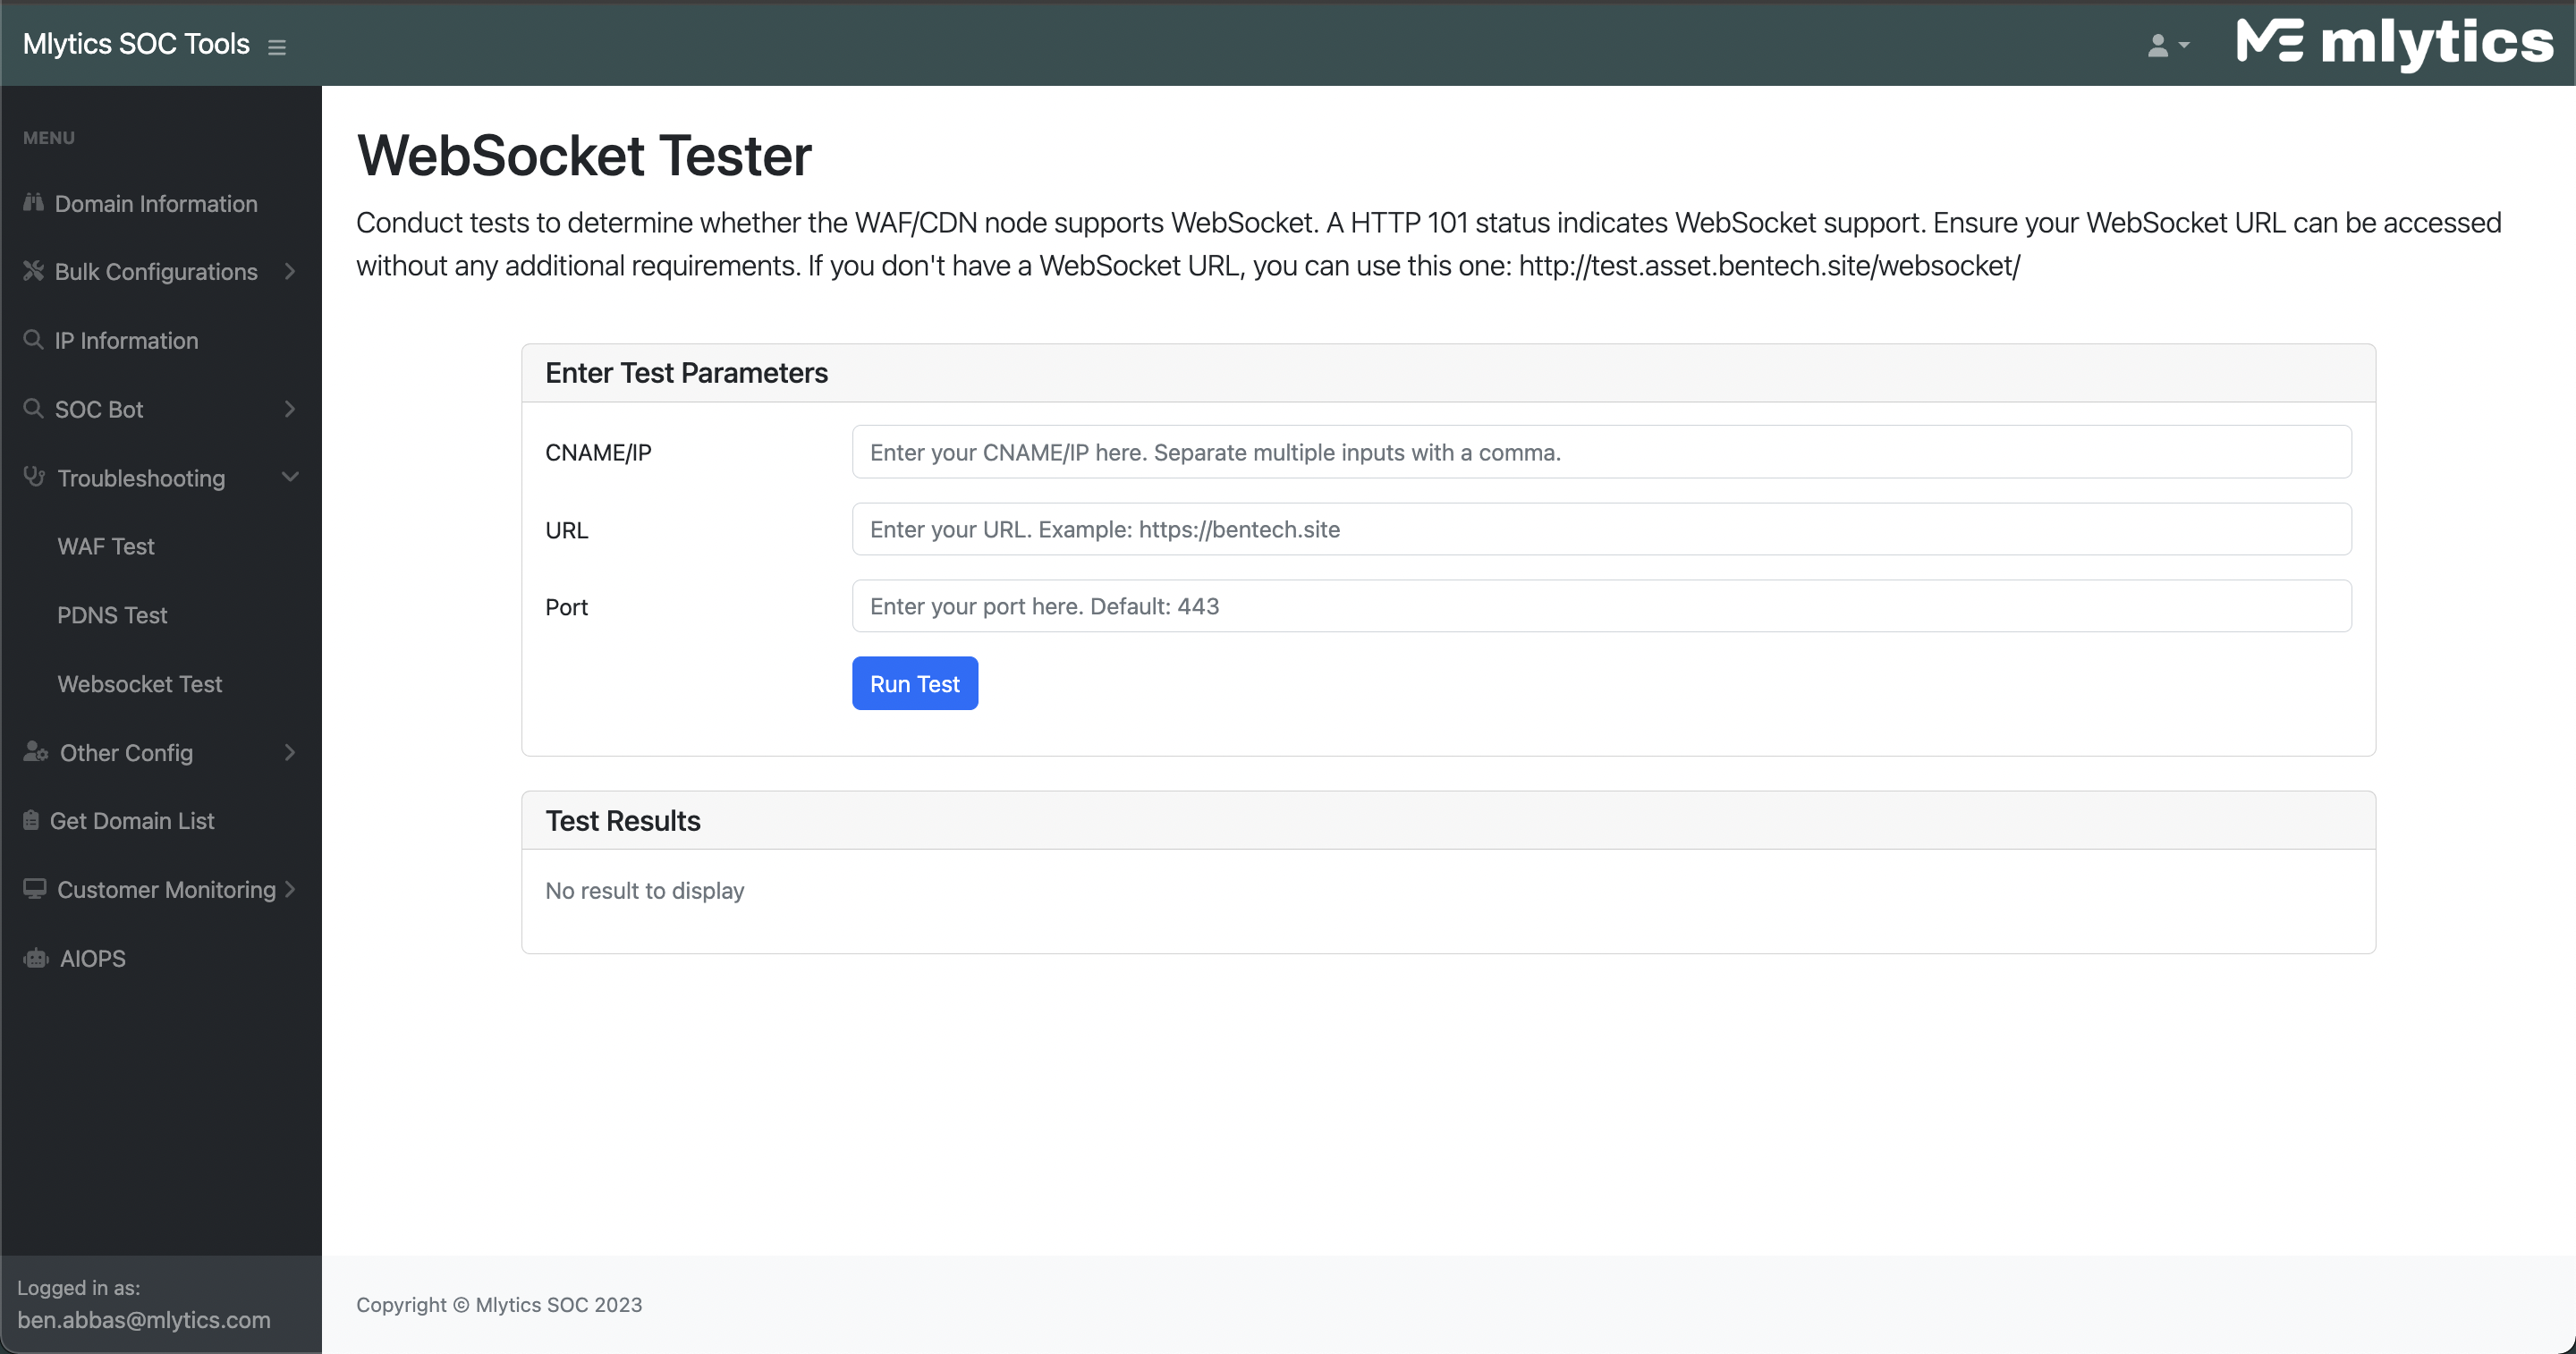 Mlytics SOC Tools
mlytics
MENU
Domain Information
Bulk Configurations
IP Information
SOC Bot
Troubleshooting
WAF Test
PDNS Test
Websocket Test
Other Config
Get Domain List
Customer Monitoring
AIOPS
Logged in as:
ben.abbas@mlytics.com
WebSocket Tester
Conduct tests to determine whether the WAF/CDN node supports WebSocket. A HTTP 101 status indicates WebSocket support. Ensure your WebSocket URL can be accessed
without any additional requirements. If you don't have a WebSocket URL, you can use this one: http://test.asset.bentech.site/websocket/
Enter Test Parameters
CNAME/IP
Enter your CNAME/IP here. Separate multiple inputs with a comma.
URL
Enter your URL. Example: https://bentech.site
Port
Enter your port here. Default: 443
Run Test
Test Results
No result to display
Copyright © Mlytics SOC 2023